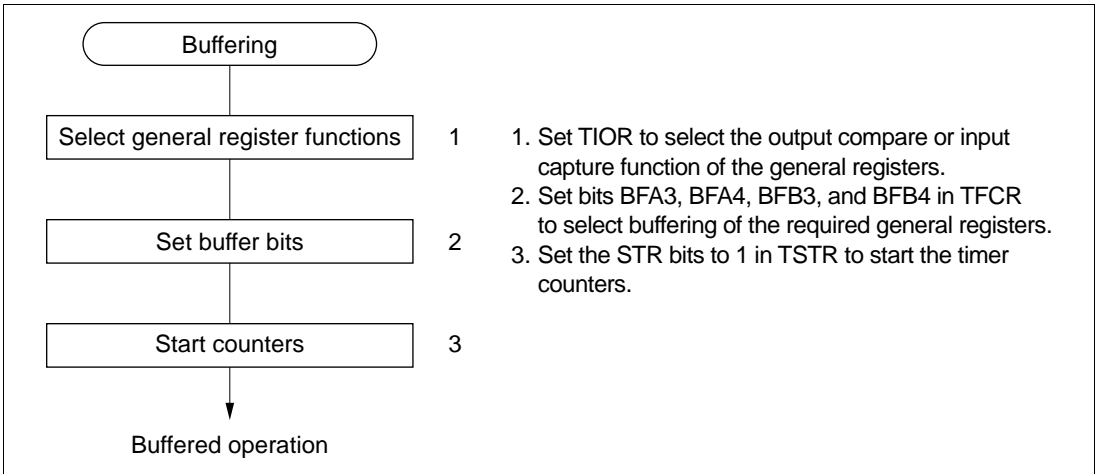 Buffering
Select general register functions 1
Set buffer bits 2
Start counters 3
Buffered operation
1. Set TIOR to select the output compare or input
capture function of the general registers.
2. Set bits BFA3, BFA4, BFB3, and BFB4 in TFCR
to select buffering of the required general registers.
3. Set the STR bits to 1 in TSTR to start the timer
counters.